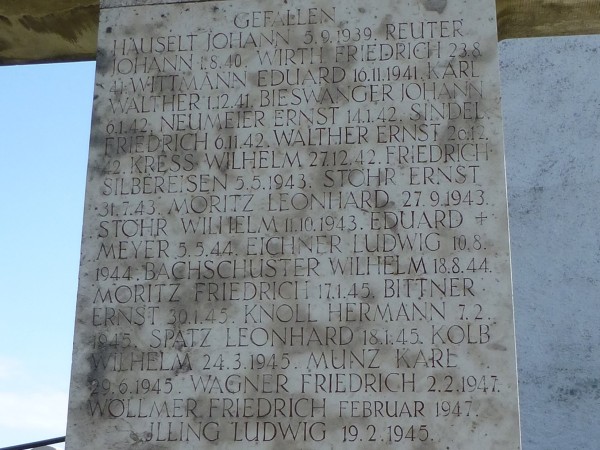 GEFALLEN
HÄUSELT JOHANN 5.9.1939. REUTER
JOHANN 1.8.40. WIRTH FRIEDRICH 23.8.
41. WITTMANN EDUARD 16.11.1941. KARL
WALTHER 1.12.41. BIESWANGER JOHANN
6.1.42. NEUMEIER ERNST 14.1.42. SINDEL
FRIEDRICH 6.11.42. WALTHER ERNST 20.12.
42. KRESS WILHELM 27.12.42. FRIEDRICH
SILBEREISEN 5.5.1943. STÖHR ERNST
31.7.43. MORITZ LEONHARD 27.9.1943.
STÖHR WILHELM 11.10.1943. EDUARD +
MEYER 5.5.44. EICHNER LUDWIG 10.8.
1944. BACHSCHUSTER WILHELM 18.8.44.
MORITZ FRIEDRICH 17.1.45. BITTNER
ERNST 30.1.45. KNOLL HERMANN 7.2.
1945. SPATZ LEONHARD 18.1.45. KOLB
WILHELM 24.3.1945. MUNZ KARL
29.6.1945. WAGNER FRIEDRICH 2.2.1947.
WOLLMER FRIEDRICH FEBRUAR 1947.
JLLING LUDWIG 19.2.1945.